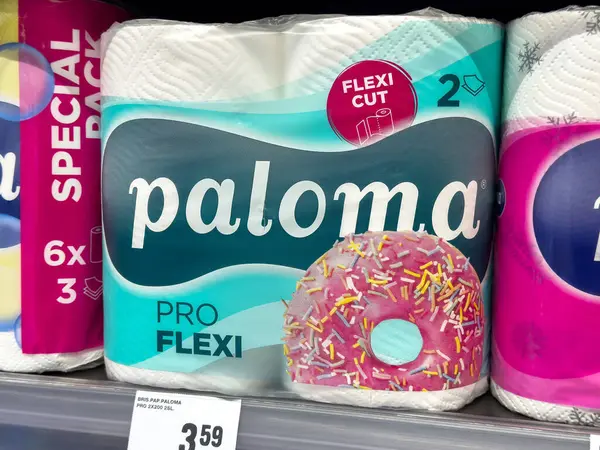 SPECIAL
PACK
6x
3
a
FLEXI
CUT
2
paloma
PRO
FLEXI
BRIS.PAP.PALOMA
PRO 2X200 2SL.
3 59